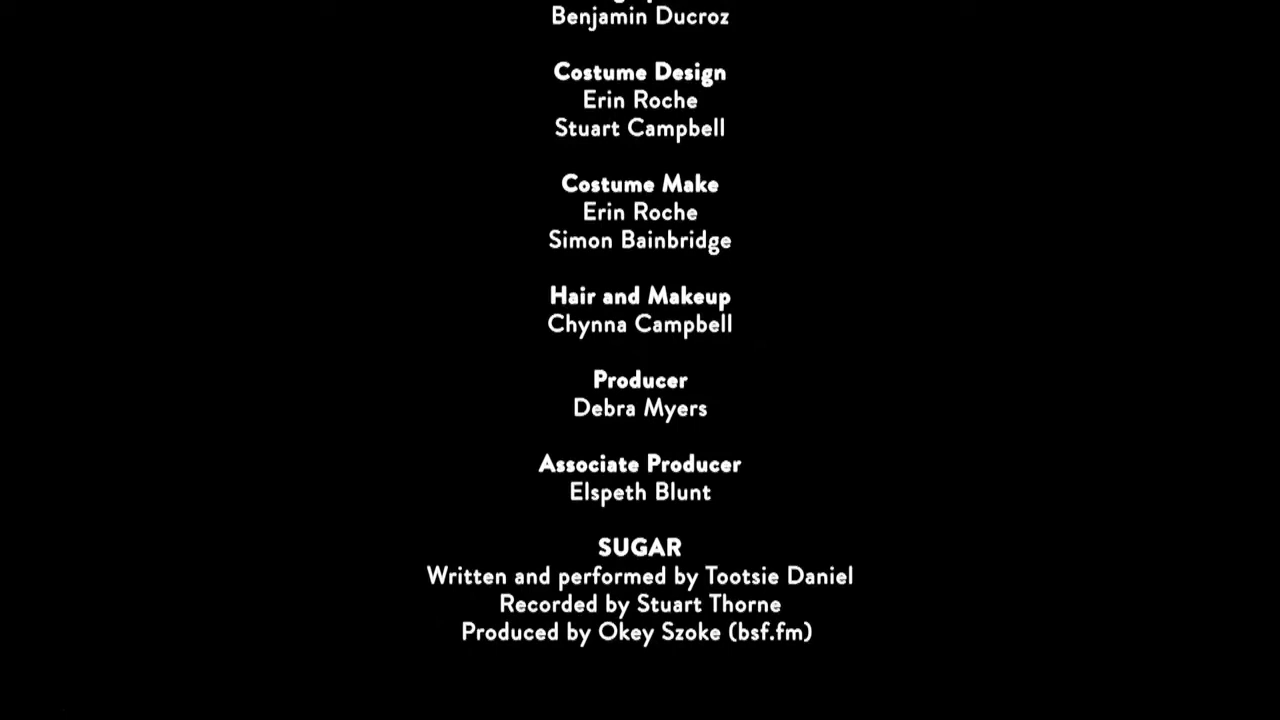 Benjamin Ducroz
Costume Design
Erin Roche
Stuart Campbell
Costume Make
Erin Roche
Simon Bainbridge
Hair and Makeup
Chynna Campbell
Producer
Debra Myers
Associate Producer
Elspeth Blunt
SUGAR
Written and performed by Tootsie Daniel
Recorded by Stuart Thorne
Produced by Okey Szoke (bsf.fm)